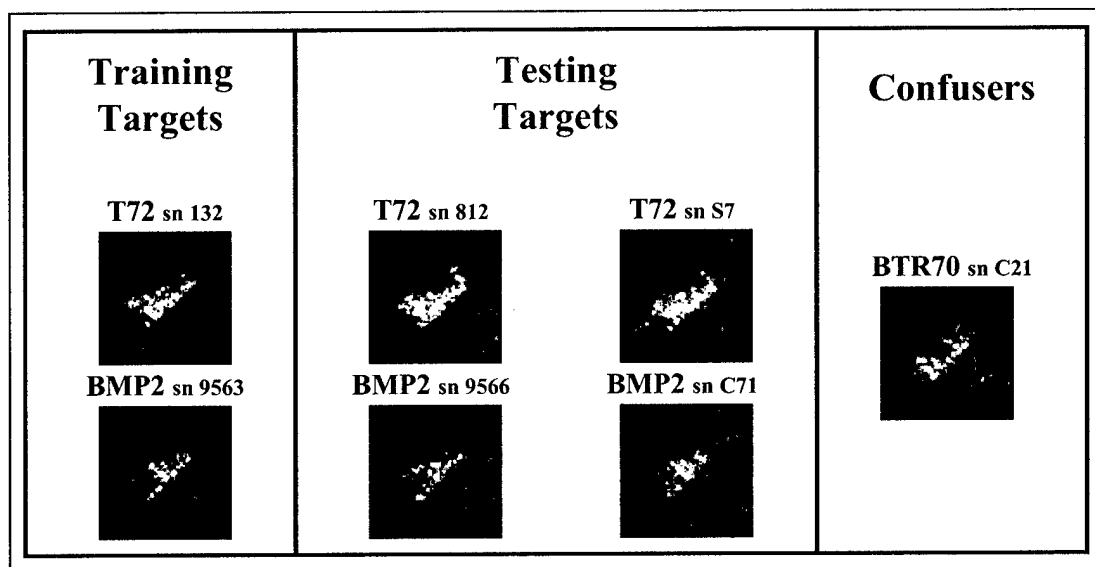 Training
Targets
T72 sn 132
BMP2 sn 9563
Testing
Targets
T72 sn 812
T72 sn S7
BMP2 sn 9566
BMP2 sn C71
Confusers
BTR70 sn C21